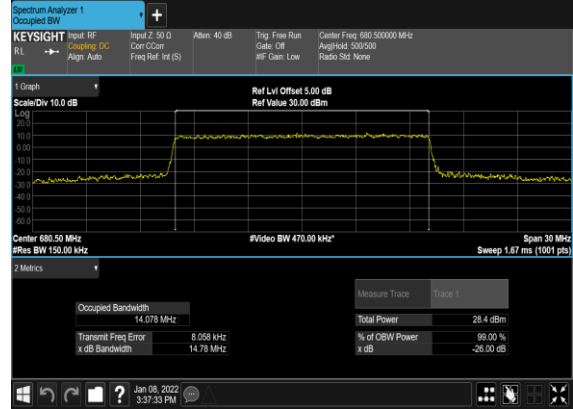 Spectrum Analyzer 1
Occupied BW
KEYSIGHT Input: RF Input Z: 50 Ω Atten: 40 dB Trig: Free Run Center Freq: 680.500000 MHz
RL Coupling: DC Corr CCorr Gate: Off Avg|Hold: 500/500
Align: Auto Freq Ref: Int (S) #IF Gain: Low Radio Std: None
LM
1 Graph
Ref Lvl Offset 5.00 dB
Scale/Div 10.0 dB Ref Value 30.00 dBm
Log
20.0
10.0
0.00
-10.0
-20.0
-30.0
-40.0
-50.0
-60.0
Center 680.50 MHz #Video BW 470.00 kHz* Span 30 MHz
#Res BW 150.00 kHz Sweep 1.67 ms (1001 pts)
2 Metrics
Measure Trace Trace 1
Occupied Bandwidth
14.078 MHz Total Power 28.4 dBm
Transmit Freq Error 8.058 kHz % of OBW Power 99.00 %
x dB Bandwidth 14.78 MHz x dB -26.00 dB
? Jan 08, 2022
3:37:33 PM